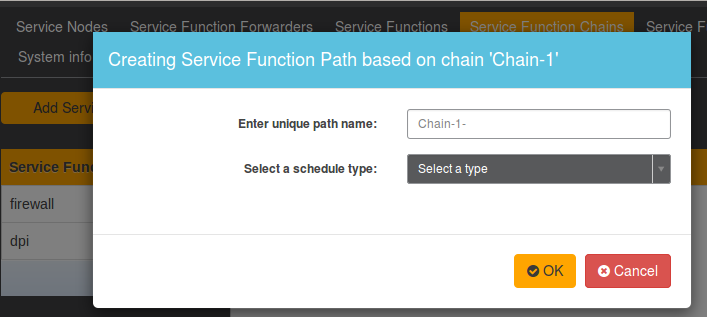 Service Nodes Service Function Forwarders Service Functions Service Function Chains Service F
System info
Creating Service Function Path based on chain 'Chain-1'
Add Servi
Enter unique path name: Chain-1-
Service Fun
Select a schedule type: Select a type
firewall
dpi
OK Cancel